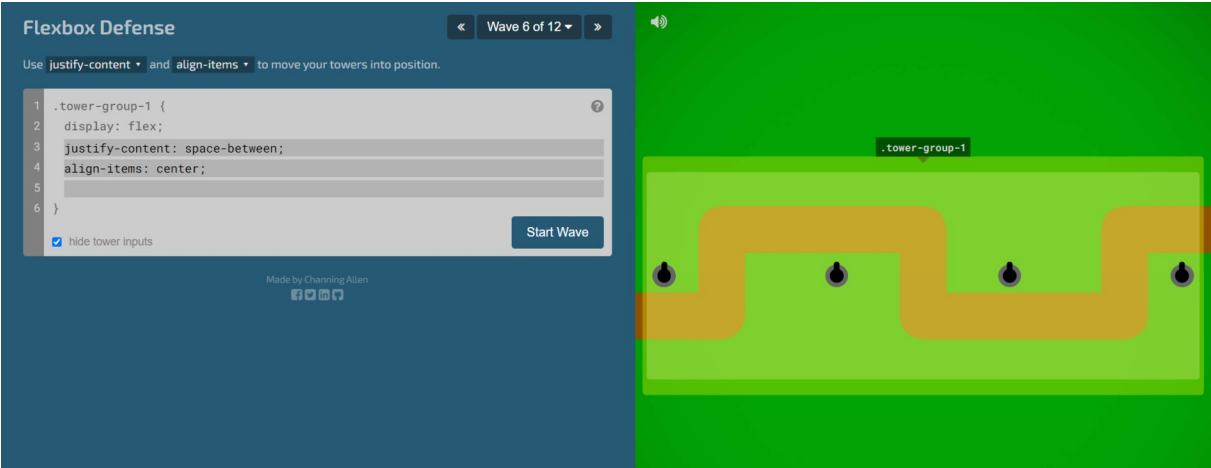 Flexbox Defense
« Wave 6 of 12 »
Use justify-content and align-items to move your towers into position.
1 .tower-group-1 {
2 display: flex;
3 justify-content: space-between;
4 align-items: center;
5
6 }
hide tower inputs
Start Wave
Made by Channing Allen
.tower-group-1